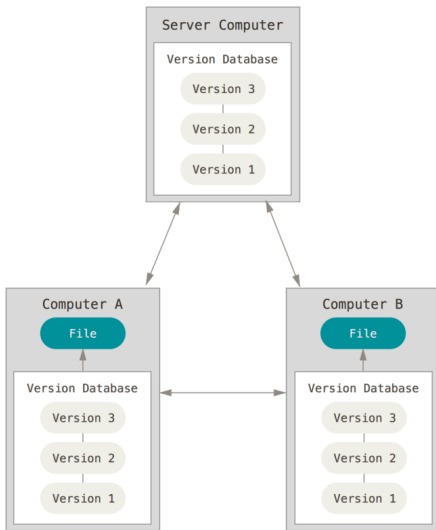 Server Computer
Version Database
Version 3
Version 2
Version 1
Computer A
File
Version Database
Version 3
Version 2
Version 1
Computer B
File
Version Database
Version 3
Version 2
Version 1